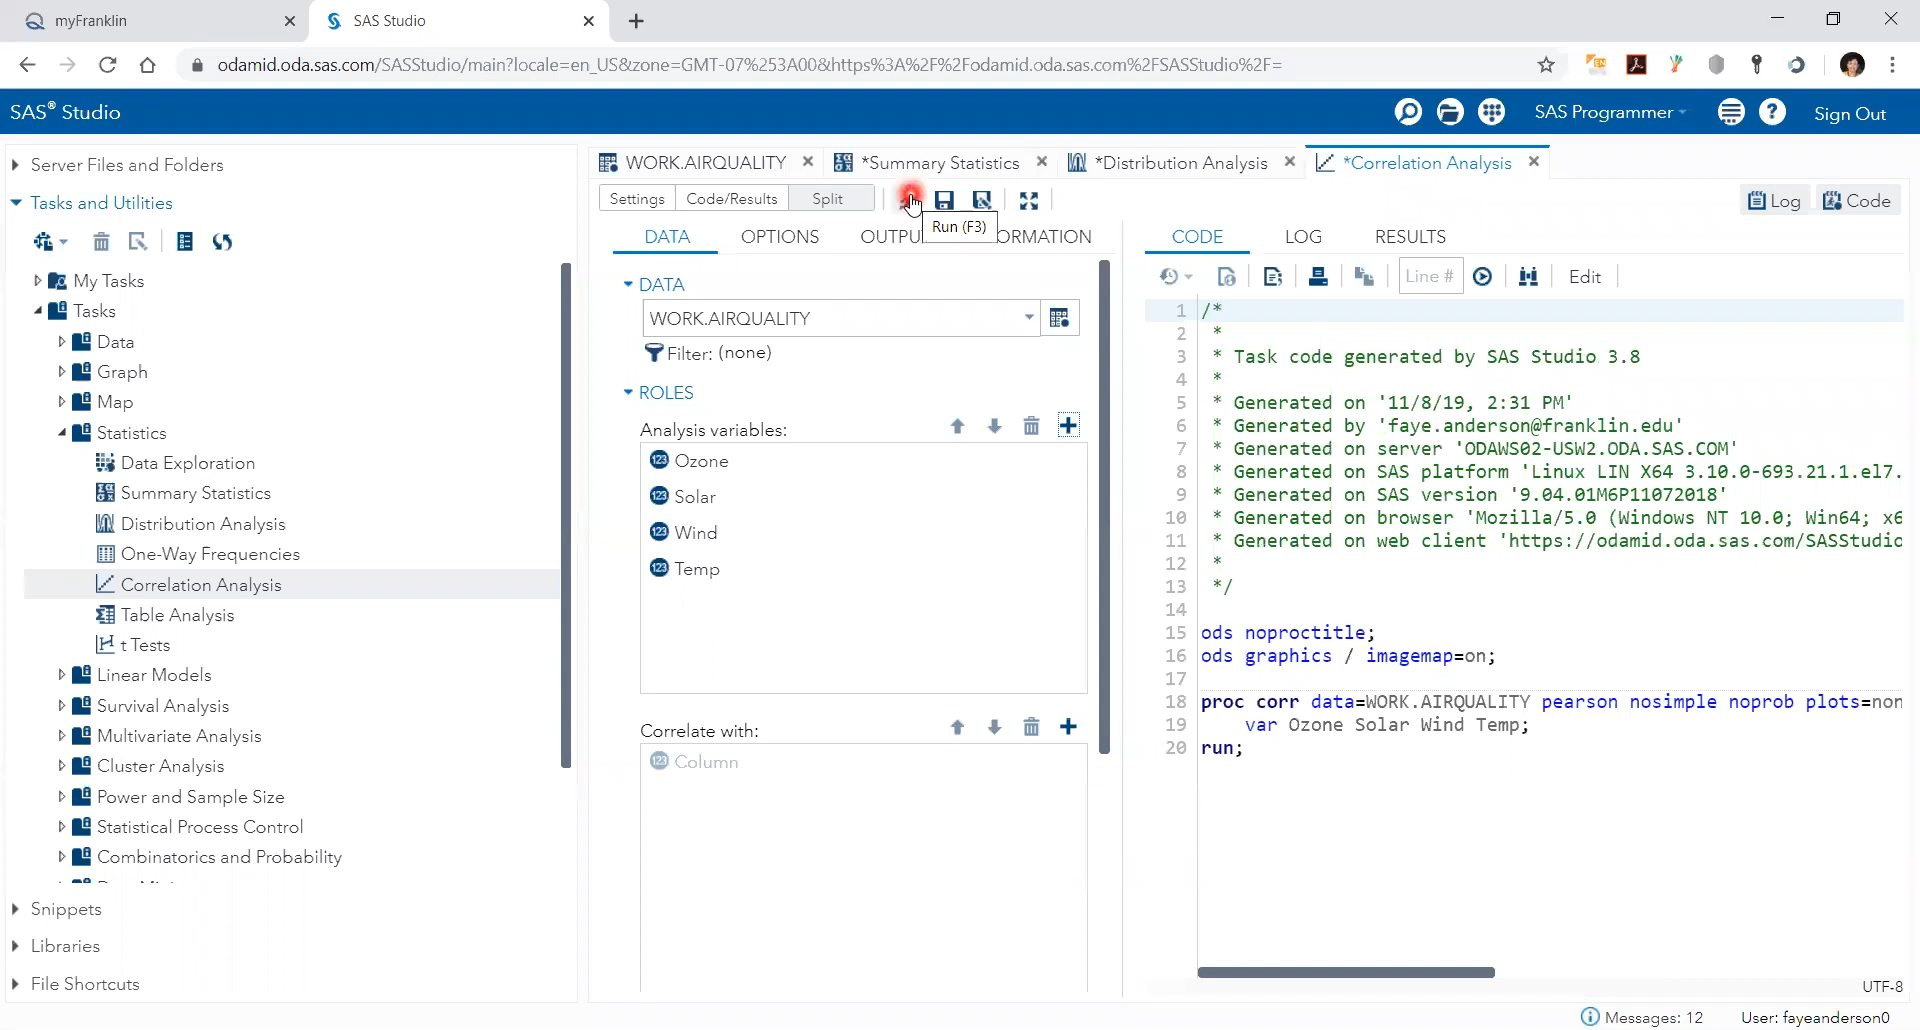 myFranklin
SAS Studio
odamid.oda.sas.com/SASStudio/main?locale=en_US&zone=GMT-07%253A00&https%3A%2F%2Fodamid.oda.sas.com%2FSASStudio%2F=
SAS® Studio
SAS Programmer
Sign Out
Server Files and Folders
Tasks and Utilities
My Tasks
Tasks
Data
Graph
Map
Statistics
Data Exploration
Summary Statistics
Distribution Analysis
One-Way Frequencies
Correlation Analysis
Table Analysis
t Tests
Linear Models
Survival Analysis
Multivariate Analysis
Cluster Analysis
Power and Sample Size
Statistical Process Control
Combinatorics and Probability
Snippets
Libraries
File Shortcuts
WORK.AIRQUALITY
*Summary Statistics
*Distribution Analysis
*Correlation Analysis
Settings
Code/Results
Split
Run (F3)
Log
Code
DATA
OPTIONS
OUTPU
ORMATION
DATA
WORK.AIRQUALITY
Filter: (none)
ROLES
Analysis variables:
123 Ozone
123 Solar
123 Wind
123 Temp
Correlate with:
123 Column
CODE
LOG
RESULTS
Line #
Edit
1 /*
2 *
3 * Task code generated by SAS Studio 3.8
4 *
5 * Generated on '11/8/19, 2:31 PM'
6 * Generated by 'faye.anderson@franklin.edu'
7 * Generated on server 'ODAWS02-USW2.ODA.SAS.COM'
8 * Generated on SAS platform 'Linux LIN X64 3.10.0-693.21.1.el7.
9 * Generated on SAS version '9.04.01M6P11072018'
10 * Generated on browser 'Mozilla/5.0 (Windows NT 10.0; Win64; x6
11 * Generated on web client 'https://odamid.oda.sas.com/SASStudio
12 *
13 */
14
15 ods noproctitle;
16 ods graphics / imagemap=on;
17
18 proc corr data=WORK.AIRQUALITY pearson nosimple noprob plots=non
19 var Ozone Solar Wind Temp;
20 run;
UTF-8
Messages: 12
User: fayeanderson0